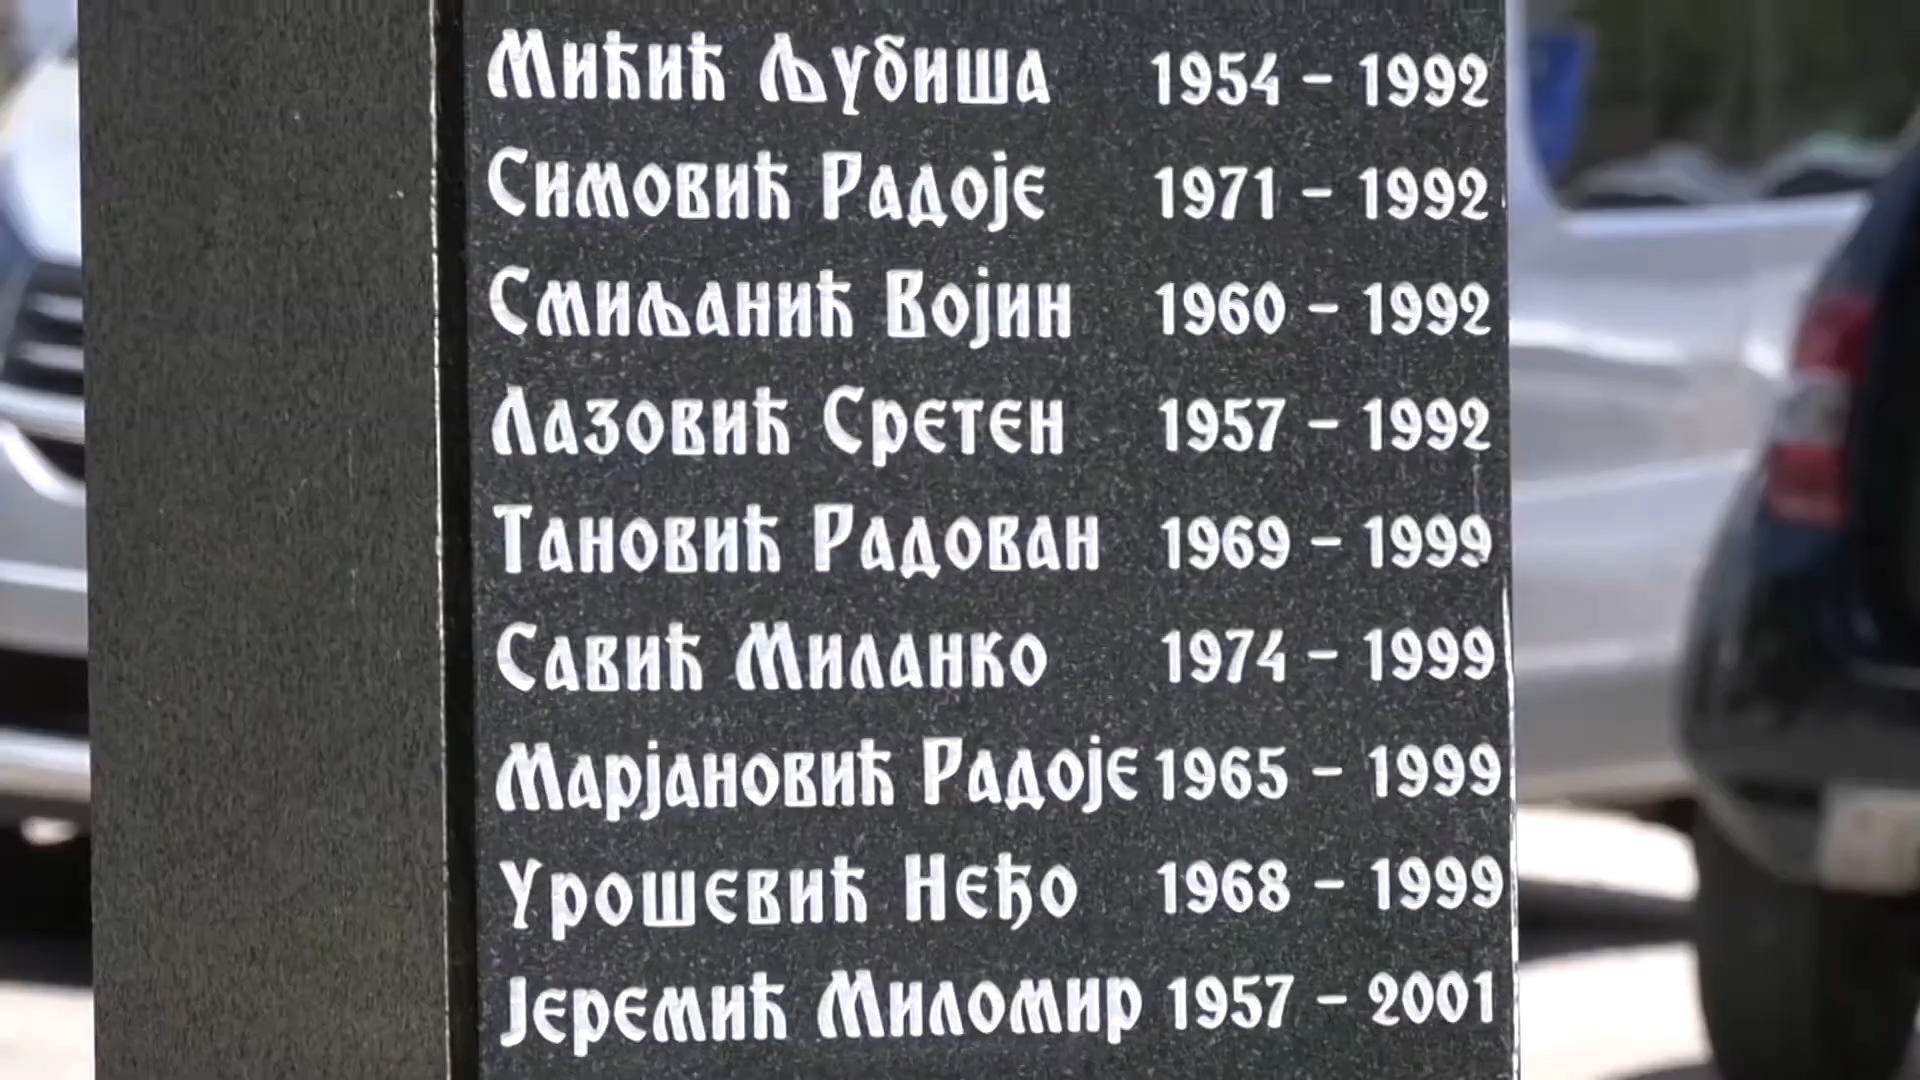 Мићић Љубиша 1954 - 1992
Симовић Радоје 1971 - 1992
Смиљанић Војин 1960 - 1992
Лазовић Сретен 1957 - 1992
Тановић Радован 1969 - 1999
Савић Миланко 1974 - 1999
Марјановић Радоје 1965 - 1999
Урошевић Неђо 1968 - 1999
Јеремић Миломир 1957 - 2001